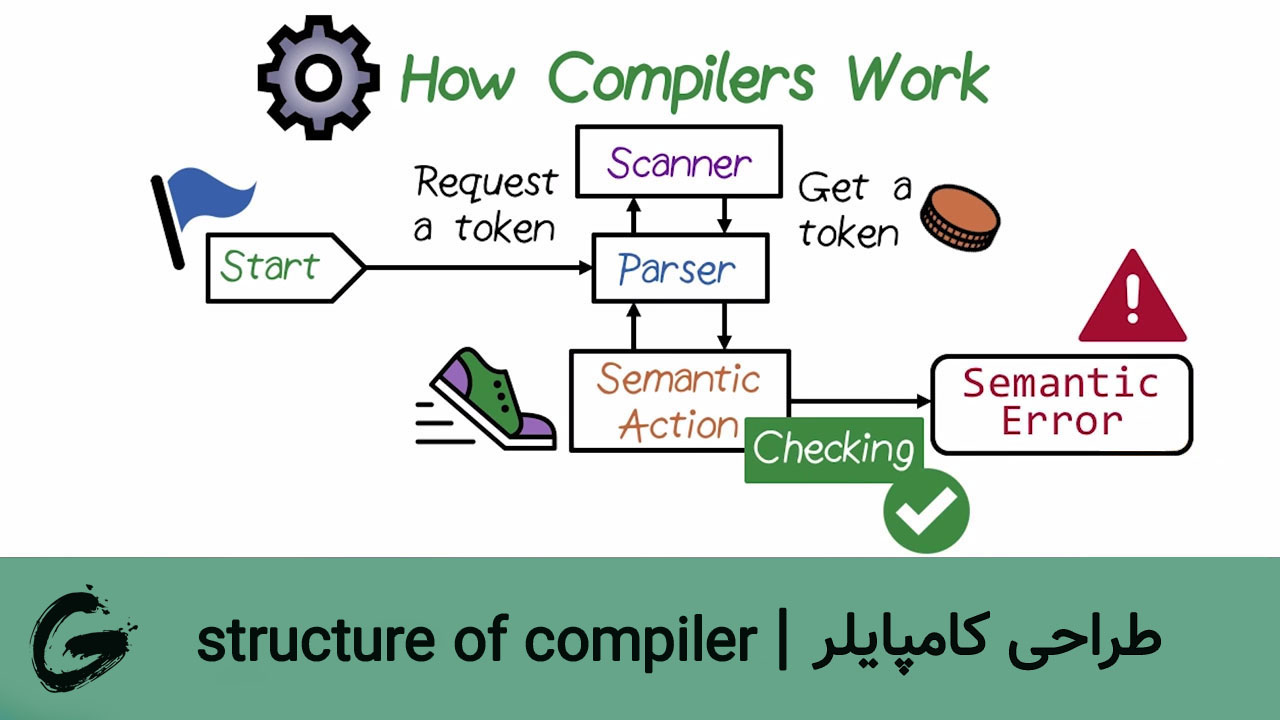 How Compilers Work
Scanner
Request
a token
Get a
token
Start
Parser
Semantic
Action
Checking
Semantic
Error
structure of compiler | طراحی کامپایلر